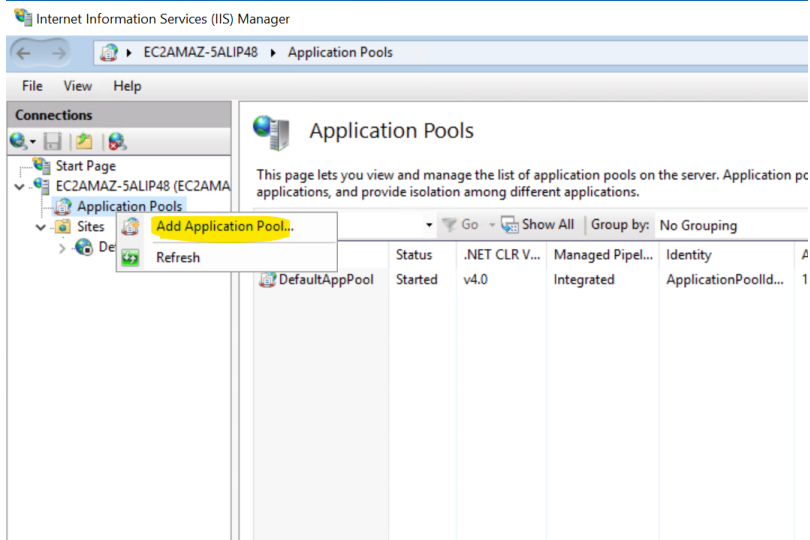 Internet Information Services (IIS) Manager
EC2AMAZ-5ALIP48 Application Pools
File View Help
Connections
Start Page
EC2AMAZ-5ALIP48 (EC2AMA
Application Pools
Sites
De
Add Application Pool...
Refresh
Application Pools
This page lets you view and manage the list of application pools on the server. Application po
applications, and provide isolation among different applications.
Go Show All Group by: No Grouping
Status .NET CLR V... Managed Pipel... Identity A
DefaultAppPool Started v4.0 Integrated ApplicationPoolId... 1